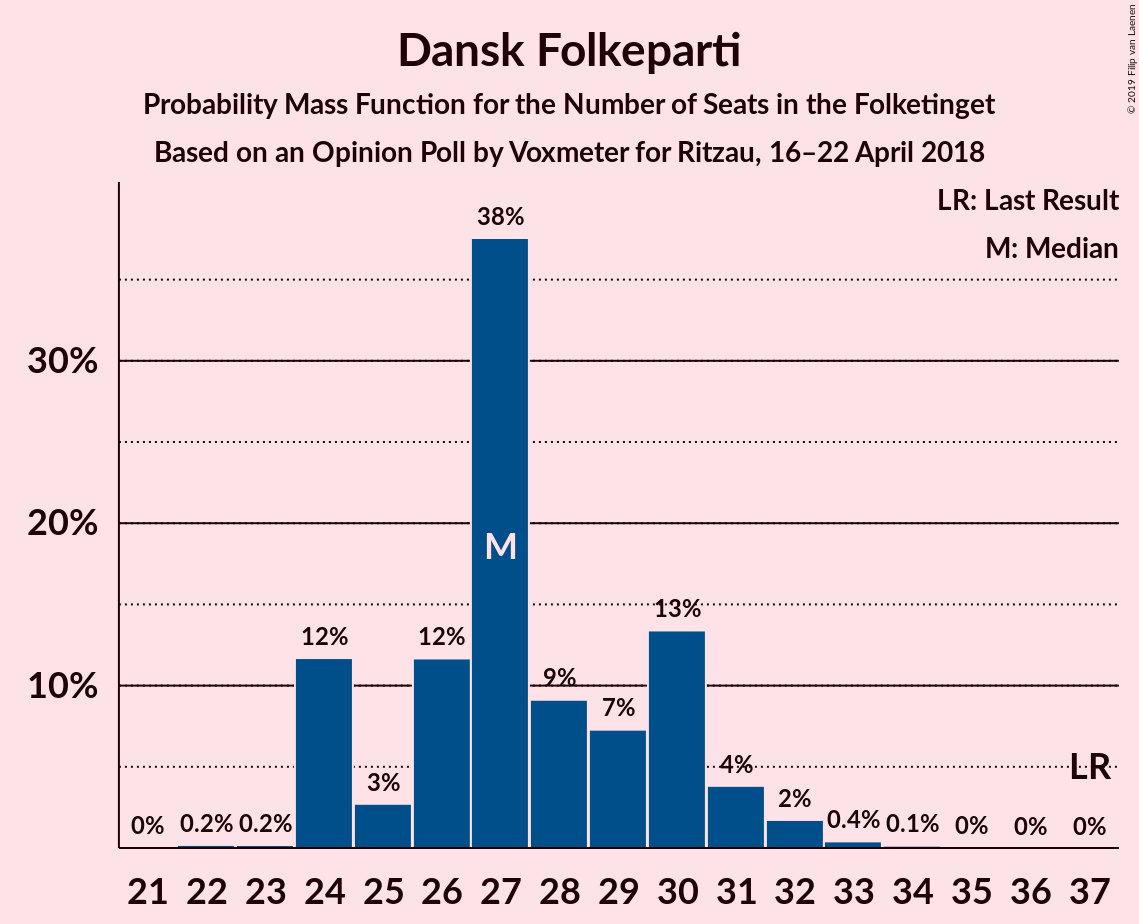 Dansk Folkeparti
Probability Mass Function for the Number of Seats in the Folketinget
Based on an Opinion Poll by Voxmeter for Ritzau, 16–22 April 2018
© 2019 Filip van Laenen
LR: Last Result
M: Median
30%
20%
10%
0%
0.2%
0.2%
12%
3%
12%
38%
M
9%
7%
13%
4%
2%
0.4%
0.1%
0%
0%
0%
LR
21 22 23 24 25 26 27 28 29 30 31 32 33 34 35 36 37